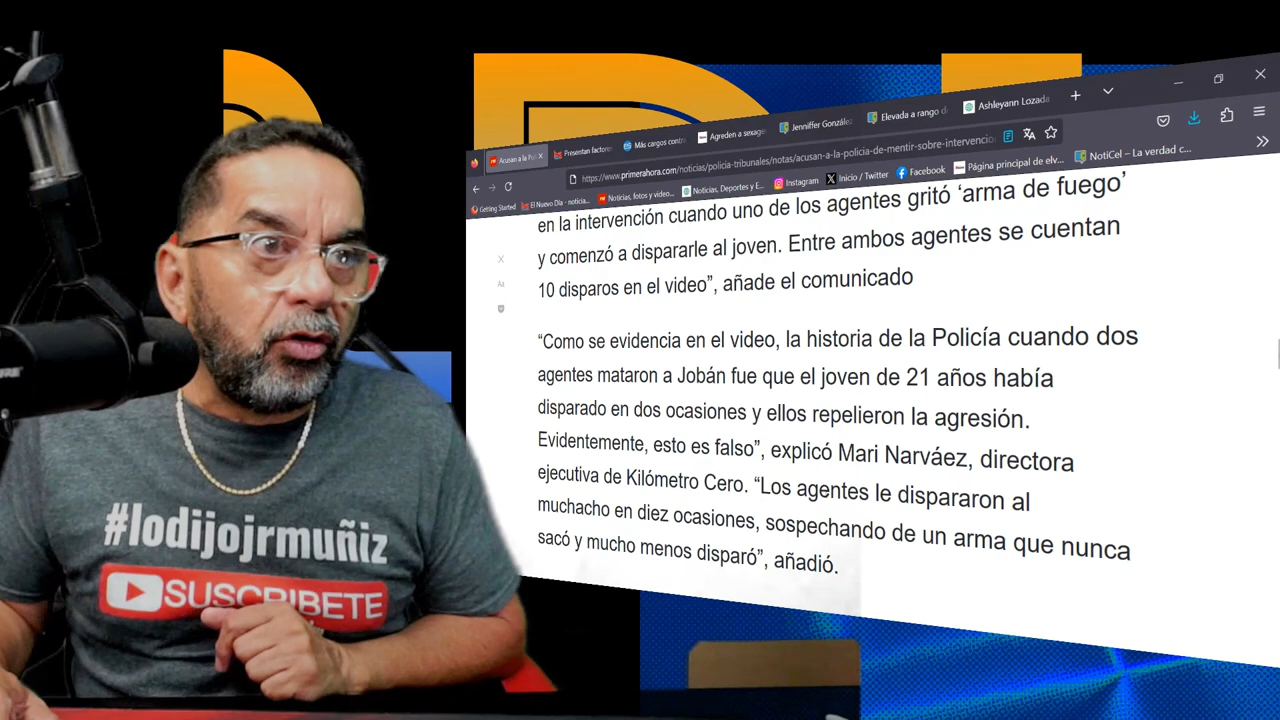 Acusan a la Po
Presentan factores
Más cargos contr
Agreden a sexage
Jenniffer González
Elevada a rango d
Ashleyann Lozada
https://www.primerahora.com/noticias/policia-tribunales/notas/acusan-a-la-policia-de-mentir-sobre-intervencio
Getting Started
El Nuevo Día - noticia...
Noticias, fotos y video...
Noticias, Deportes y E...
Instagram
Inicio / Twitter
Facebook
Página principal de elv...
NotiCel – La verdad c...
en la intervención cuando uno de los agentes gritó ‘arma de fuego’
y comenzó a dispararle al joven. Entre ambos agentes se cuentan
10 disparos en el video”, añade el comunicado
“Como se evidencia en el video, la historia de la Policía cuando dos
agentes mataron a Jobán fue que el joven de 21 años había
disparado en dos ocasiones y ellos repelieron la agresión.
Evidentemente, esto es falso”, explicó Mari Narváez, directora
ejecutiva de Kilómetro Cero. “Los agentes le dispararon al
muchacho en diez ocasiones, sospechando de un arma que nunca
sacó y mucho menos disparó”, añadió.
#lodijojrmuñiz
SUSCRIBETE